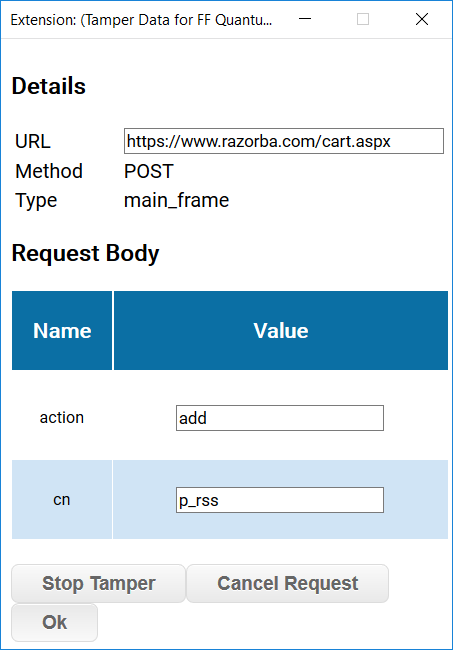 Extension: (Tamper Data for FF Quantu...
Details
URL https://www.razorba.com/cart.aspx
Method POST
Type main_frame
Request Body
Name Value
action add
cn p_rss
Stop Tamper Cancel Request
Ok